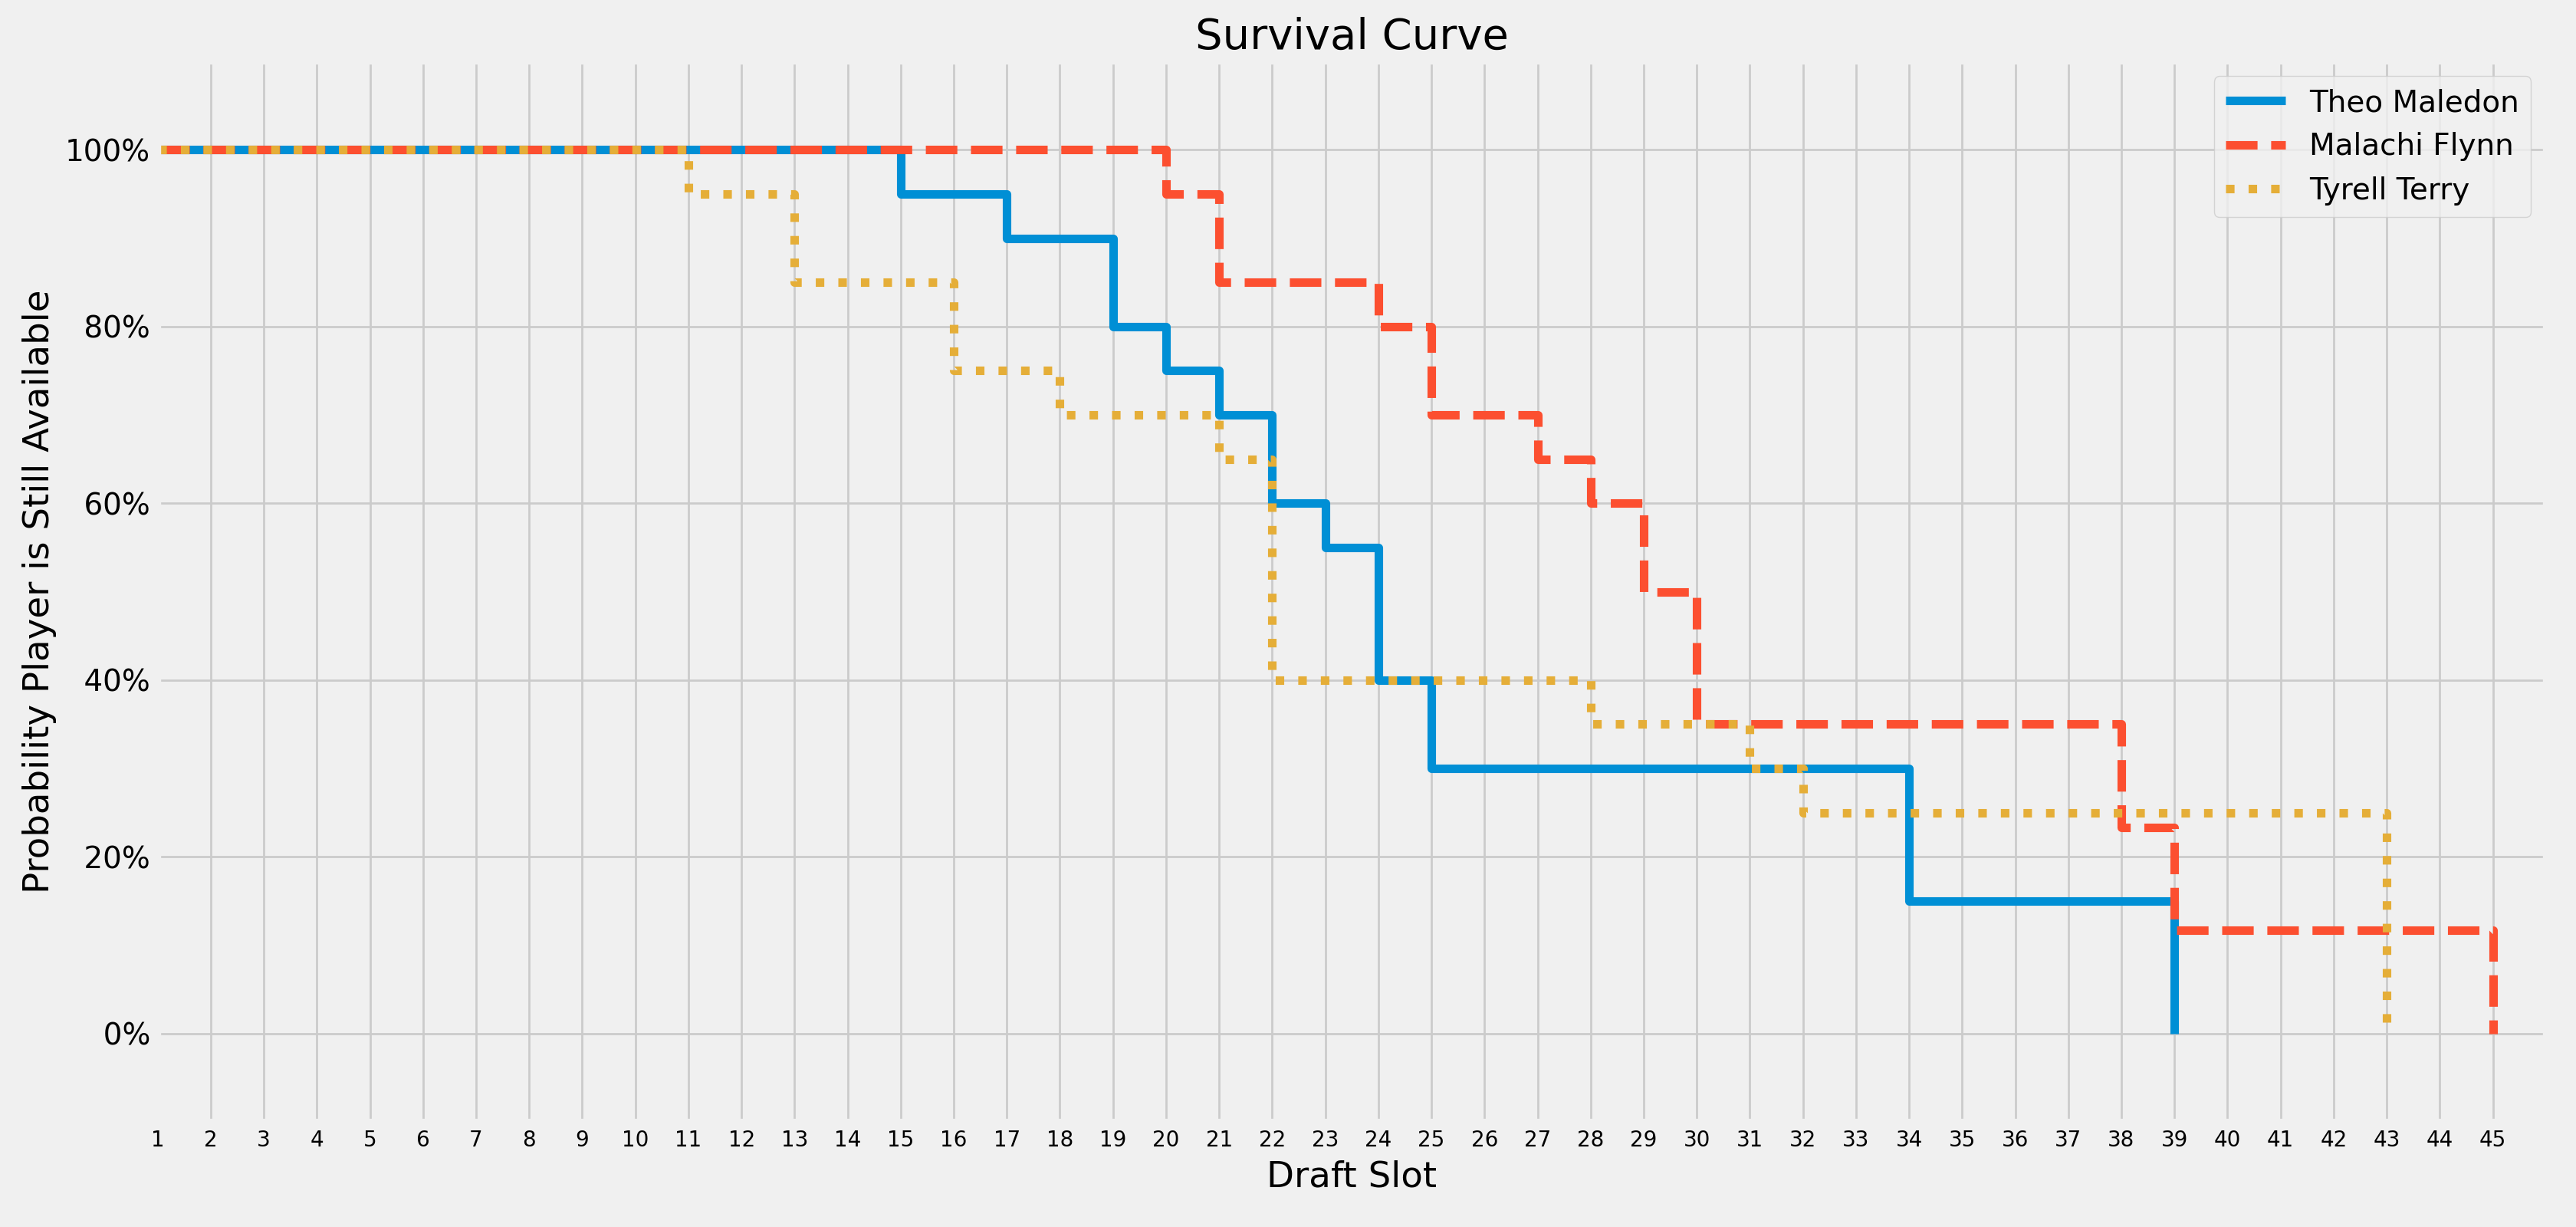 Survival Curve
Theo Maledon
Malachi Flynn
Tyrell Terry
Probability Player is Still Available
100%
80%
60%
40%
20%
0%
1 2 3 4 5 6 7 8 9 10 11 12 13 14 15 16 17 18 19 20 21 22 23 24 25 26 27 28 29 30 31 32 33 34 35 36 37 38 39 40 41 42 43 44 45
Draft Slot